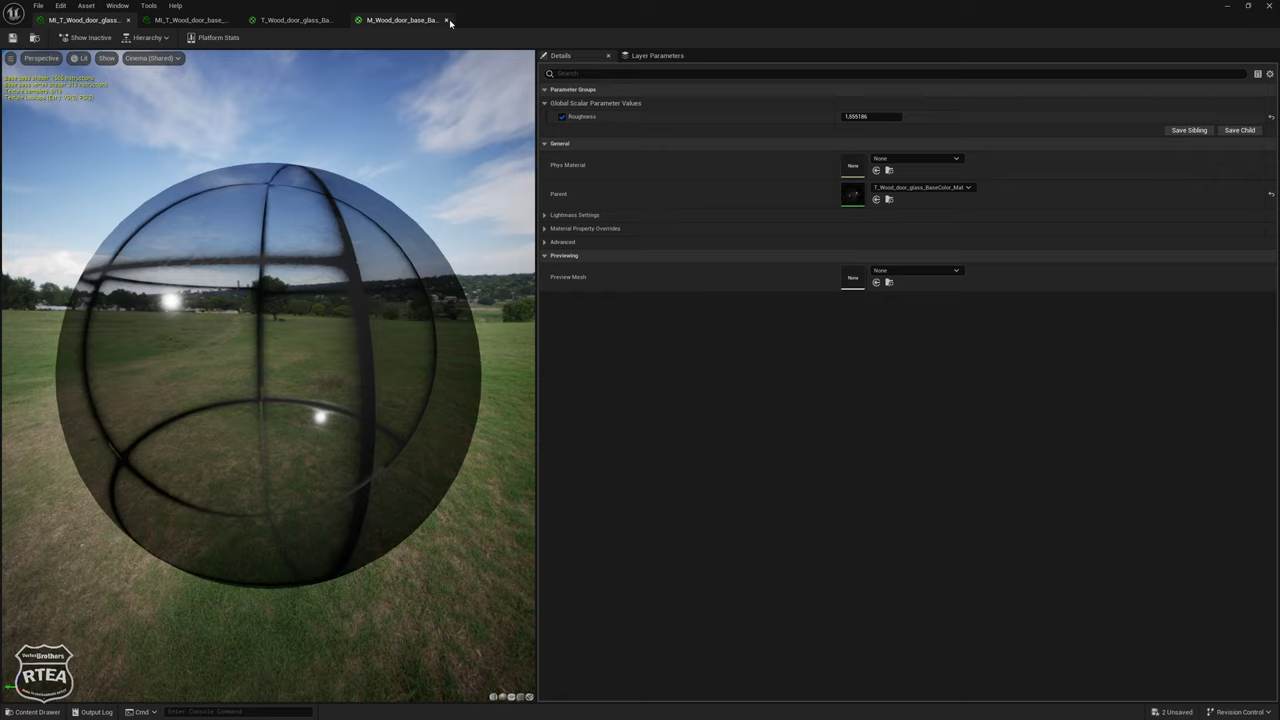 File Edit Asset Window Tools Help
MI_T_Wood_door_glass... MI_T_Wood_door_base_... T_Wood_door_glass_Ba... M_Wood_door_base_Ba...
Show Inactive Hierarchy Platform Stats
Perspective Lit Show Cinema (Shared)
Details Layer Parameters
Search
Parameter Groups
Global Scalar Parameter Values
Roughness 1,555186
Save Sibling Save Child
General
Phys Material None None
Parent T_Wood_door_glass_BaseColor_Mat
Lightmass Settings
Material Property Overrides
Advanced
Previewing
Preview Mesh None None
VertexBrothers
RTEA
Content Drawer Output Log Cmd Enter Console Command 2 Unsaved Revision Control